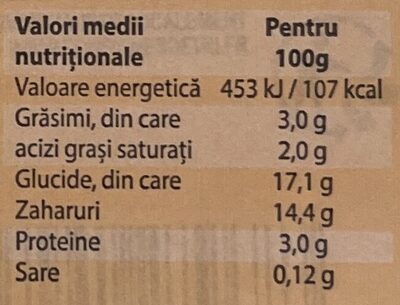 Valori medii Pentru
nutriționale 100g
Valoare energetică 453 kJ / 107 kcal
Grăsimi, din care 3,0 g
acizi grași saturați 2,0 g
Glucide, din care 17,1 g
Zaharuri 14,4 g
Proteine 3,0 g
Sare 0,12 g